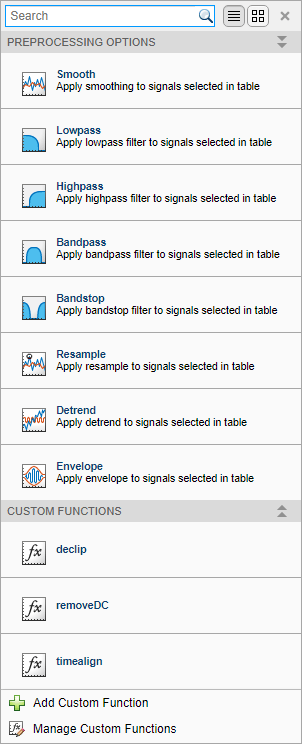 Search
PREPROCESSING OPTIONS
Smooth
Apply smoothing to signals selected in table
Lowpass
Apply lowpass filter to signals selected in table
Highpass
Apply highpass filter to signals selected in table
Bandpass
Apply bandpass filter to signals selected in table
Bandstop
Apply bandstop filter to signals selected in table
Resample
Apply resample to signals selected in table
Detrend
Apply detrend to signals selected in table
Envelope
Apply envelope to signals selected in table
CUSTOM FUNCTIONS
fx declip
fx removeDC
fx timealign
Add Custom Function
Manage Custom Functions